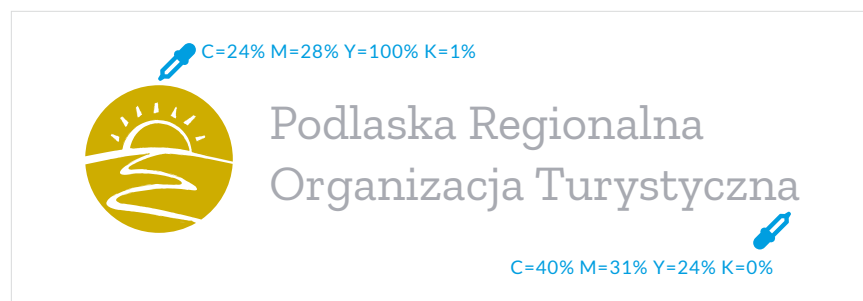 C=24% M=28% Y=100% K=1%
Podlaska Regionalna
Organizacja Turystyczna
C=40% M=31% Y=24% K=0%